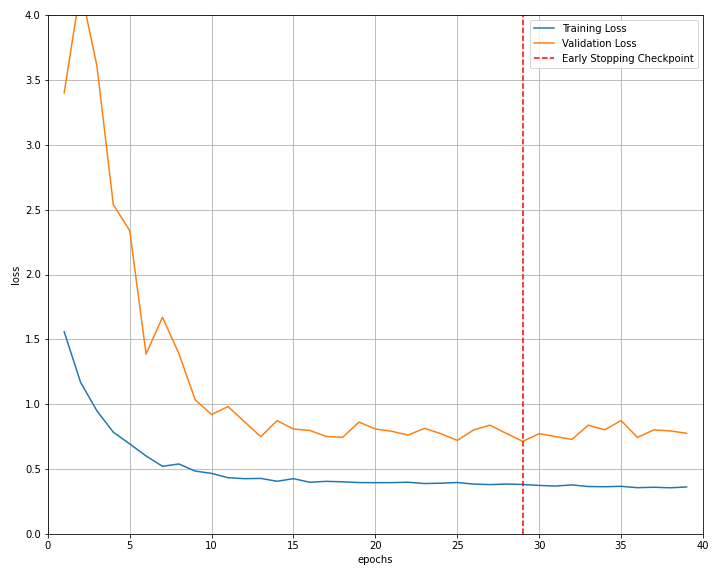 4.0
3.5
3.0
2.5
2.0
1.5
1.0
0.5
0.0
loss
0 5 10 15 20 25 30 35 40
epochs
Training Loss
Validation Loss
Early Stopping Checkpoint